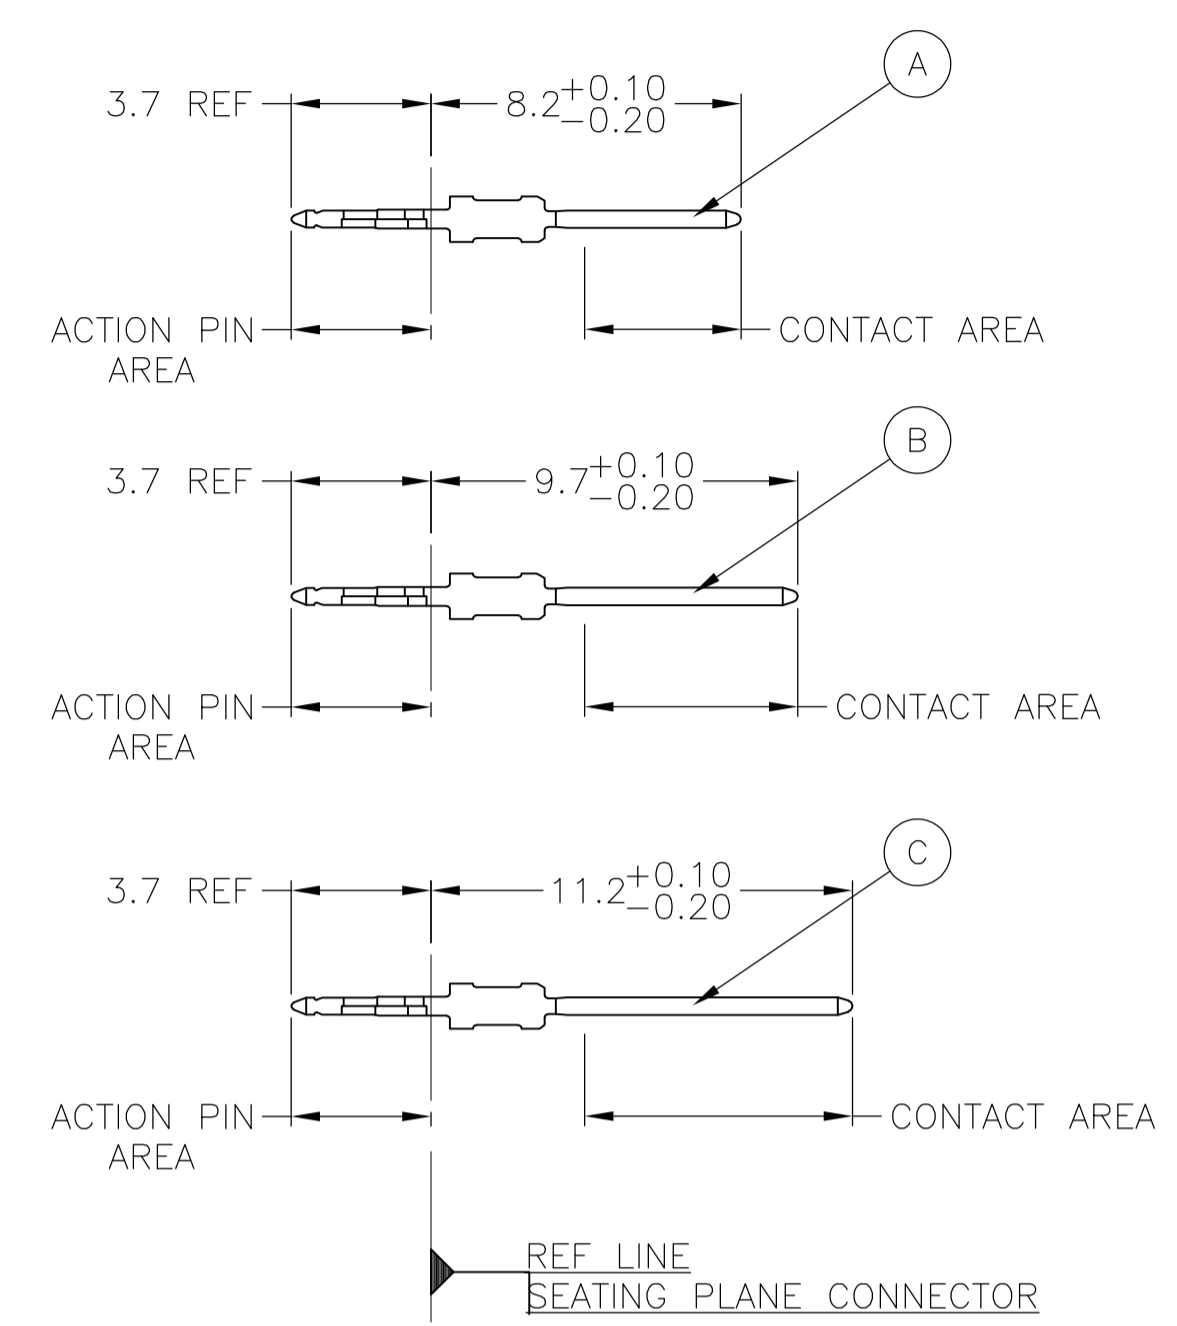 A
3.7 REF
8.2 +0.10
-0.20
ACTION PIN
AREA
CONTACT AREA
B
3.7 REF
9.7 +0.10
-0.20
ACTION PIN
AREA
CONTACT AREA
C
3.7 REF
11.2 +0.10
-0.20
ACTION PIN
AREA
CONTACT AREA
REF LINE
SEATING PLANE CONNECTOR